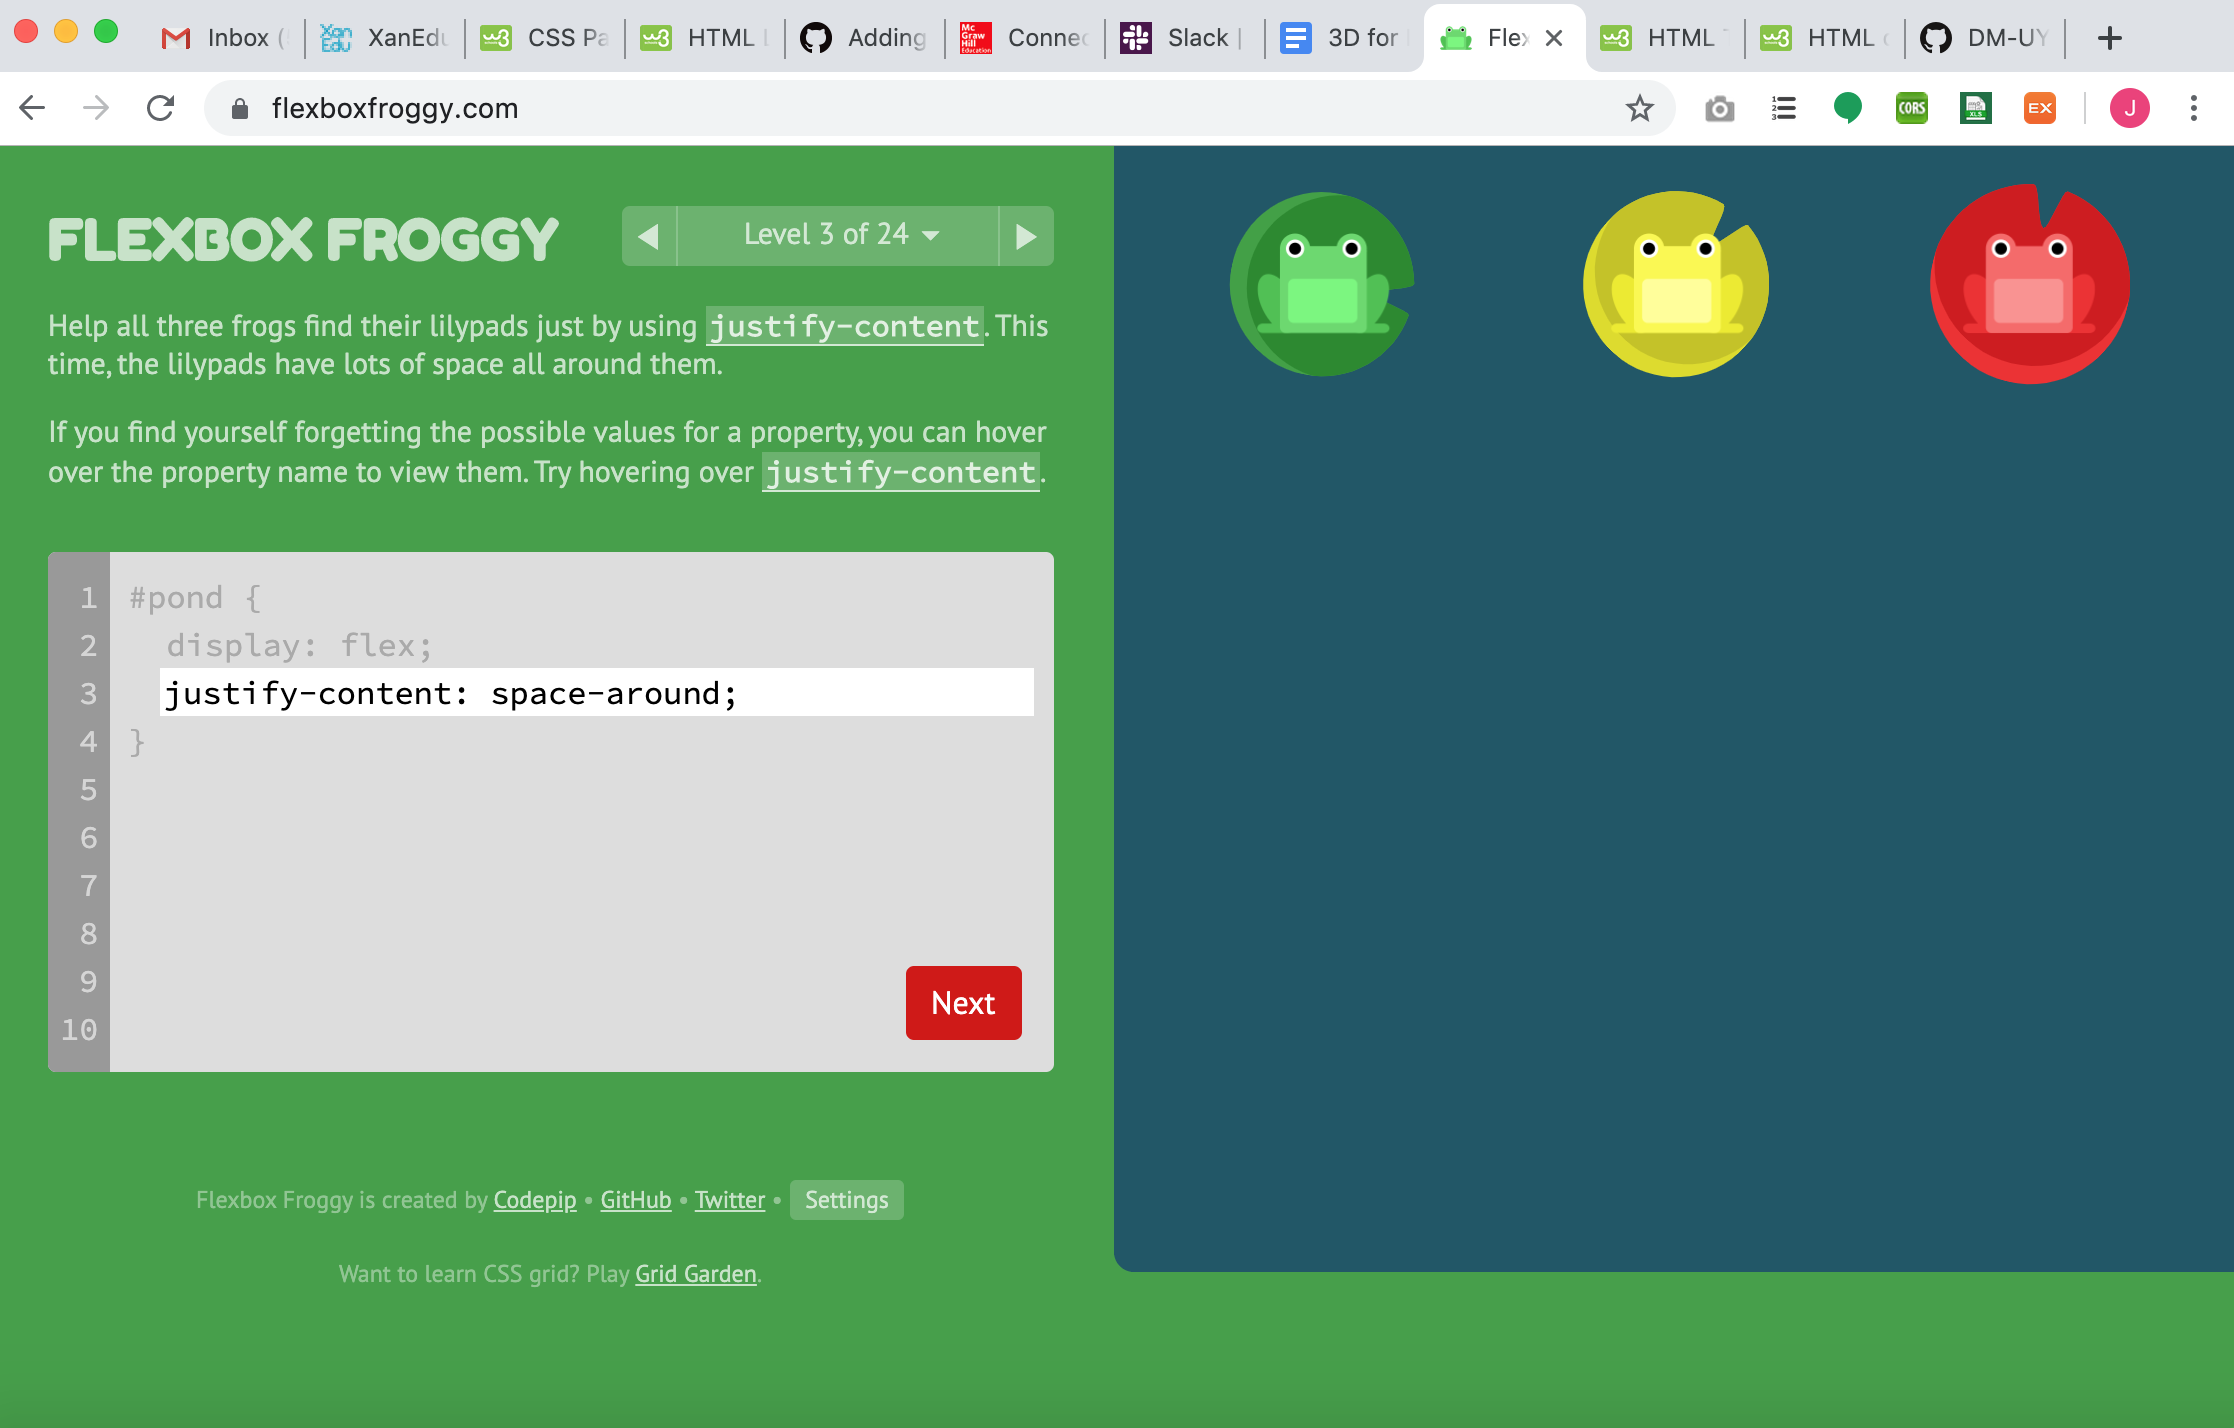 Inbox (
XanEdu
CSS Pa
HTML L
Adding
Mc Graw Hill Education
Connec
Slack |
3D for
Flex
HTML
HTML
DM-UY
flexboxfroggy.com
CORS
XLS
EX
J
FLEXBOX FROGGY
Level 3 of 24
Help all three frogs find their lilypads just by using justify-content. This
time, the lilypads have lots of space all around them.
If you find yourself forgetting the possible values for a property, you can hover
over the property name to view them. Try hovering over justify-content.
1 #pond {
2 display: flex;
3 justify-content: space-around;
4 }
5
6
7
8
9
10
Next
Flexbox Froggy is created by Codepip • GitHub • Twitter • Settings
Want to learn CSS grid? Play Grid Garden.